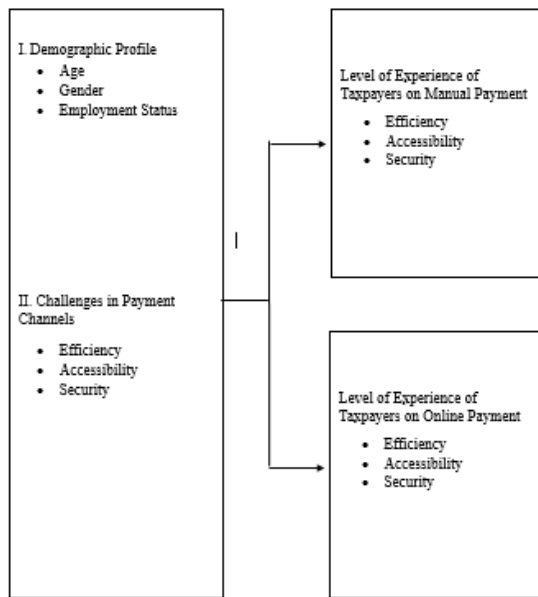 I. Demographic Profile
• Age
• Gender
• Employment Status
II. Challenges in Payment
Channels
• Efficiency
• Accessibility
• Security
Level of Experience of
Taxpayers on Manual Payment
• Efficiency
• Accessibility
• Security
Level of Experience of
Taxpayers on Online Payment
• Efficiency
• Accessibility
• Security